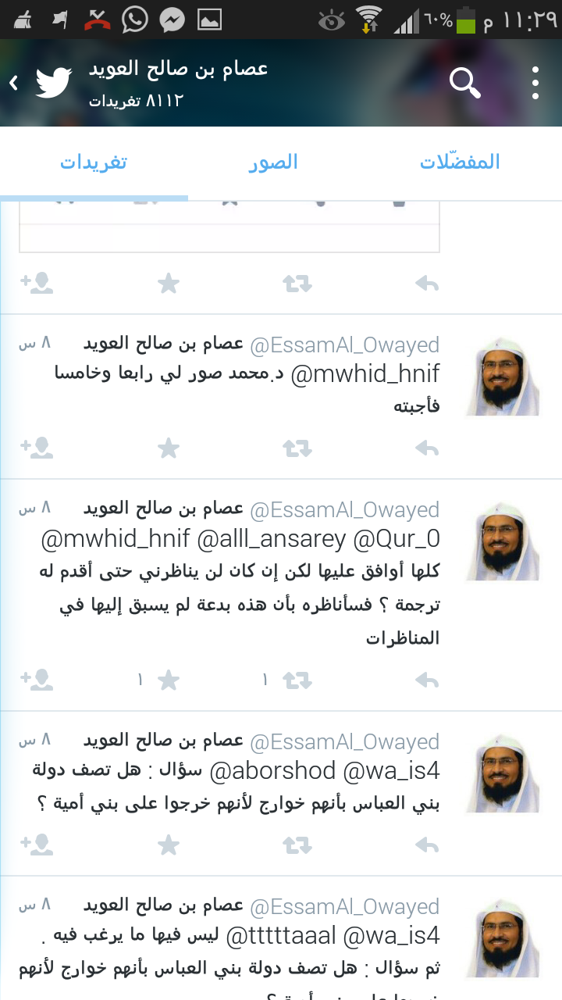 ٦٠% م ١١:٢٩
عصام بن صالح العويد
٨١١٢ تغريدات
تغريدات الصور المفضّلات
عصام بن صالح العويد @EssamAl_Owayed ٨ س
@mwhid_hnif د.محمد صور لي رابعا وخامسا
فأجبته
عصام بن صالح العويد @EssamAl_Owayed ٨ س
@mwhid_hnif @alll_ansarey @Qur_0
كلها أوافق عليها لكن إن كان لن يناظرني حتى أقدم له
ترجمة ؟ فسأناظره بأن هذه بدعة لم يسبق إليها في
المناظرات
١ ١
عصام بن صالح العويد @EssamAl_Owayed ٨ س
@aborshod @wa_is4 سؤال : هل تصف دولة
بني العباس بأنهم خوارج لأنهم خرجوا على بني أمية ؟
عصام بن صالح العويد @EssamAl_Owayed ٨ س
@tttttaaal @wa_is4 ليس فيها ما يرغب فيه .
ثم سؤال : هل تصف دولة بني العباس بأنهم خوارج لأنهم